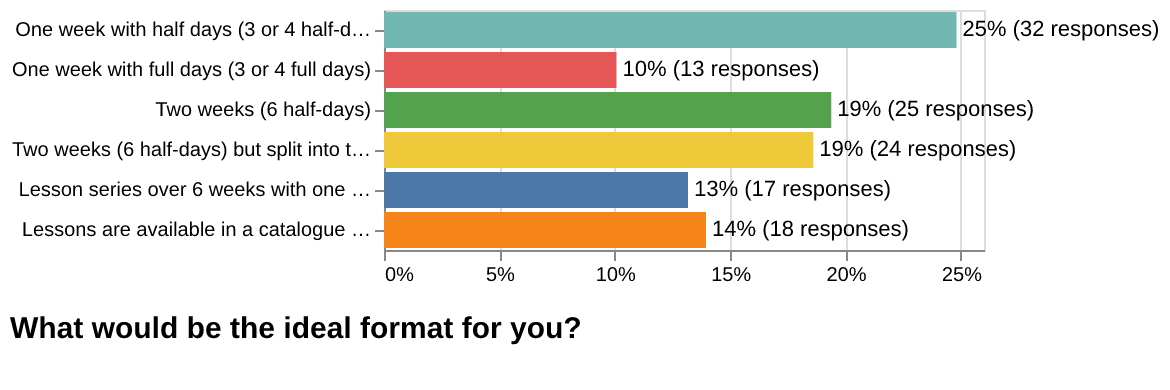 One week with half days (3 or 4 half-d… 25% (32 responses)
One week with full days (3 or 4 full days) 10% (13 responses)
Two weeks (6 half-days) 19% (25 responses)
Two weeks (6 half-days) but split into t… 19% (24 responses)
Lesson series over 6 weeks with one … 13% (17 responses)
Lessons are available in a catalogue … 14% (18 responses)
0% 5% 10% 15% 20% 25%
What would be the ideal format for you?